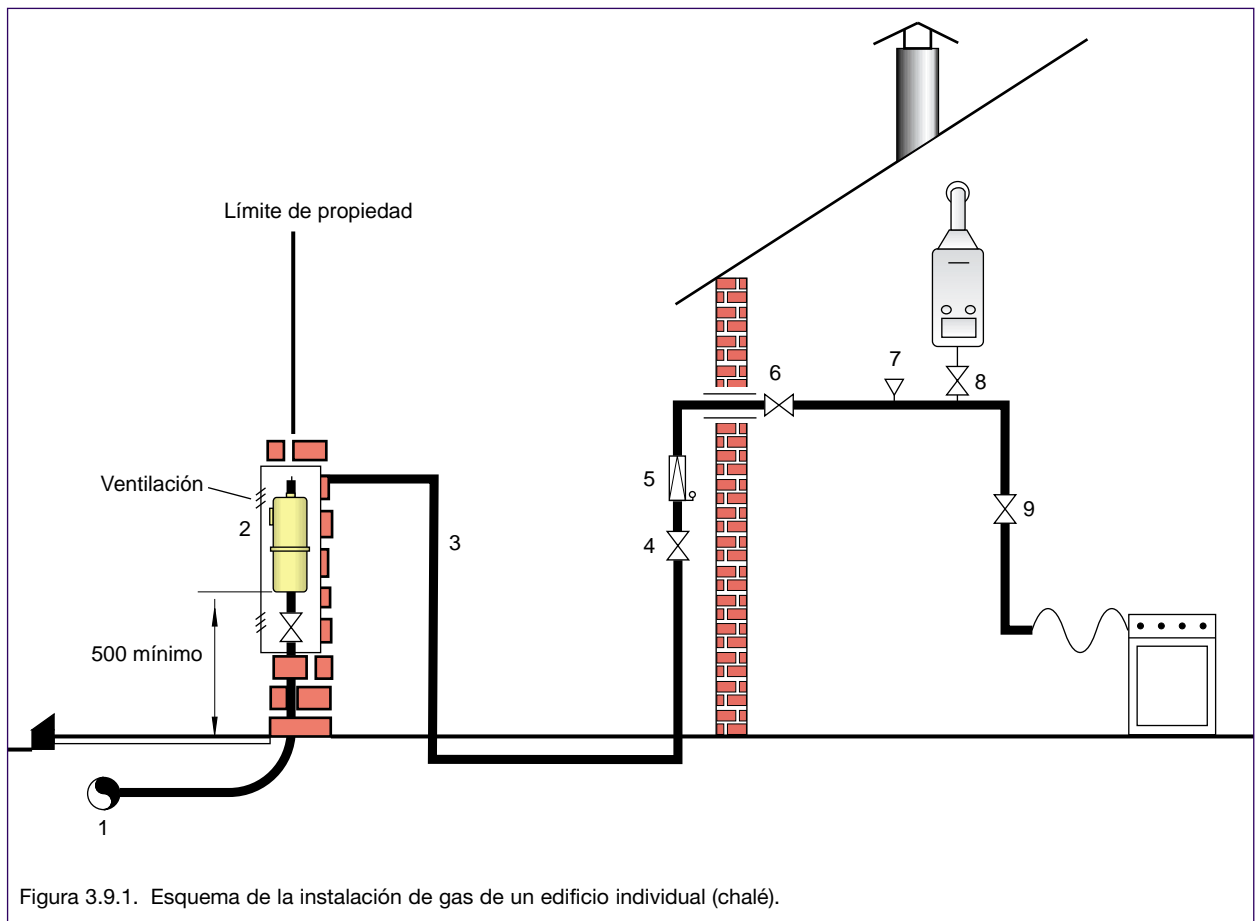 Límite de propiedad
Ventilación
2
500 mínimo
1
3
4
5
6
7
8
9
Figura 3.9.1. Esquema de la instalación de gas de un edificio individual (chalé).